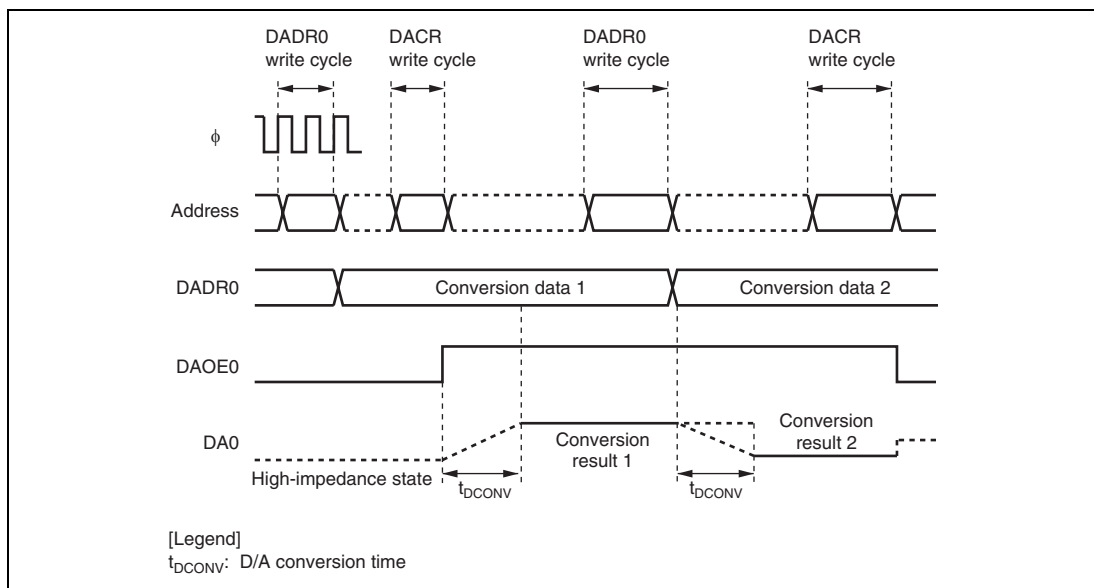 DADR0
write cycle
DACR
write cycle
DADR0
write cycle
DACR
write cycle
ϕ
Address
DADR0
Conversion data 1
Conversion data 2
DAOE0
DA0
High-impedance state
Conversion
result 1
Conversion
result 2
tDCONV
tDCONV
[Legend]
tDCONV: D/A conversion time